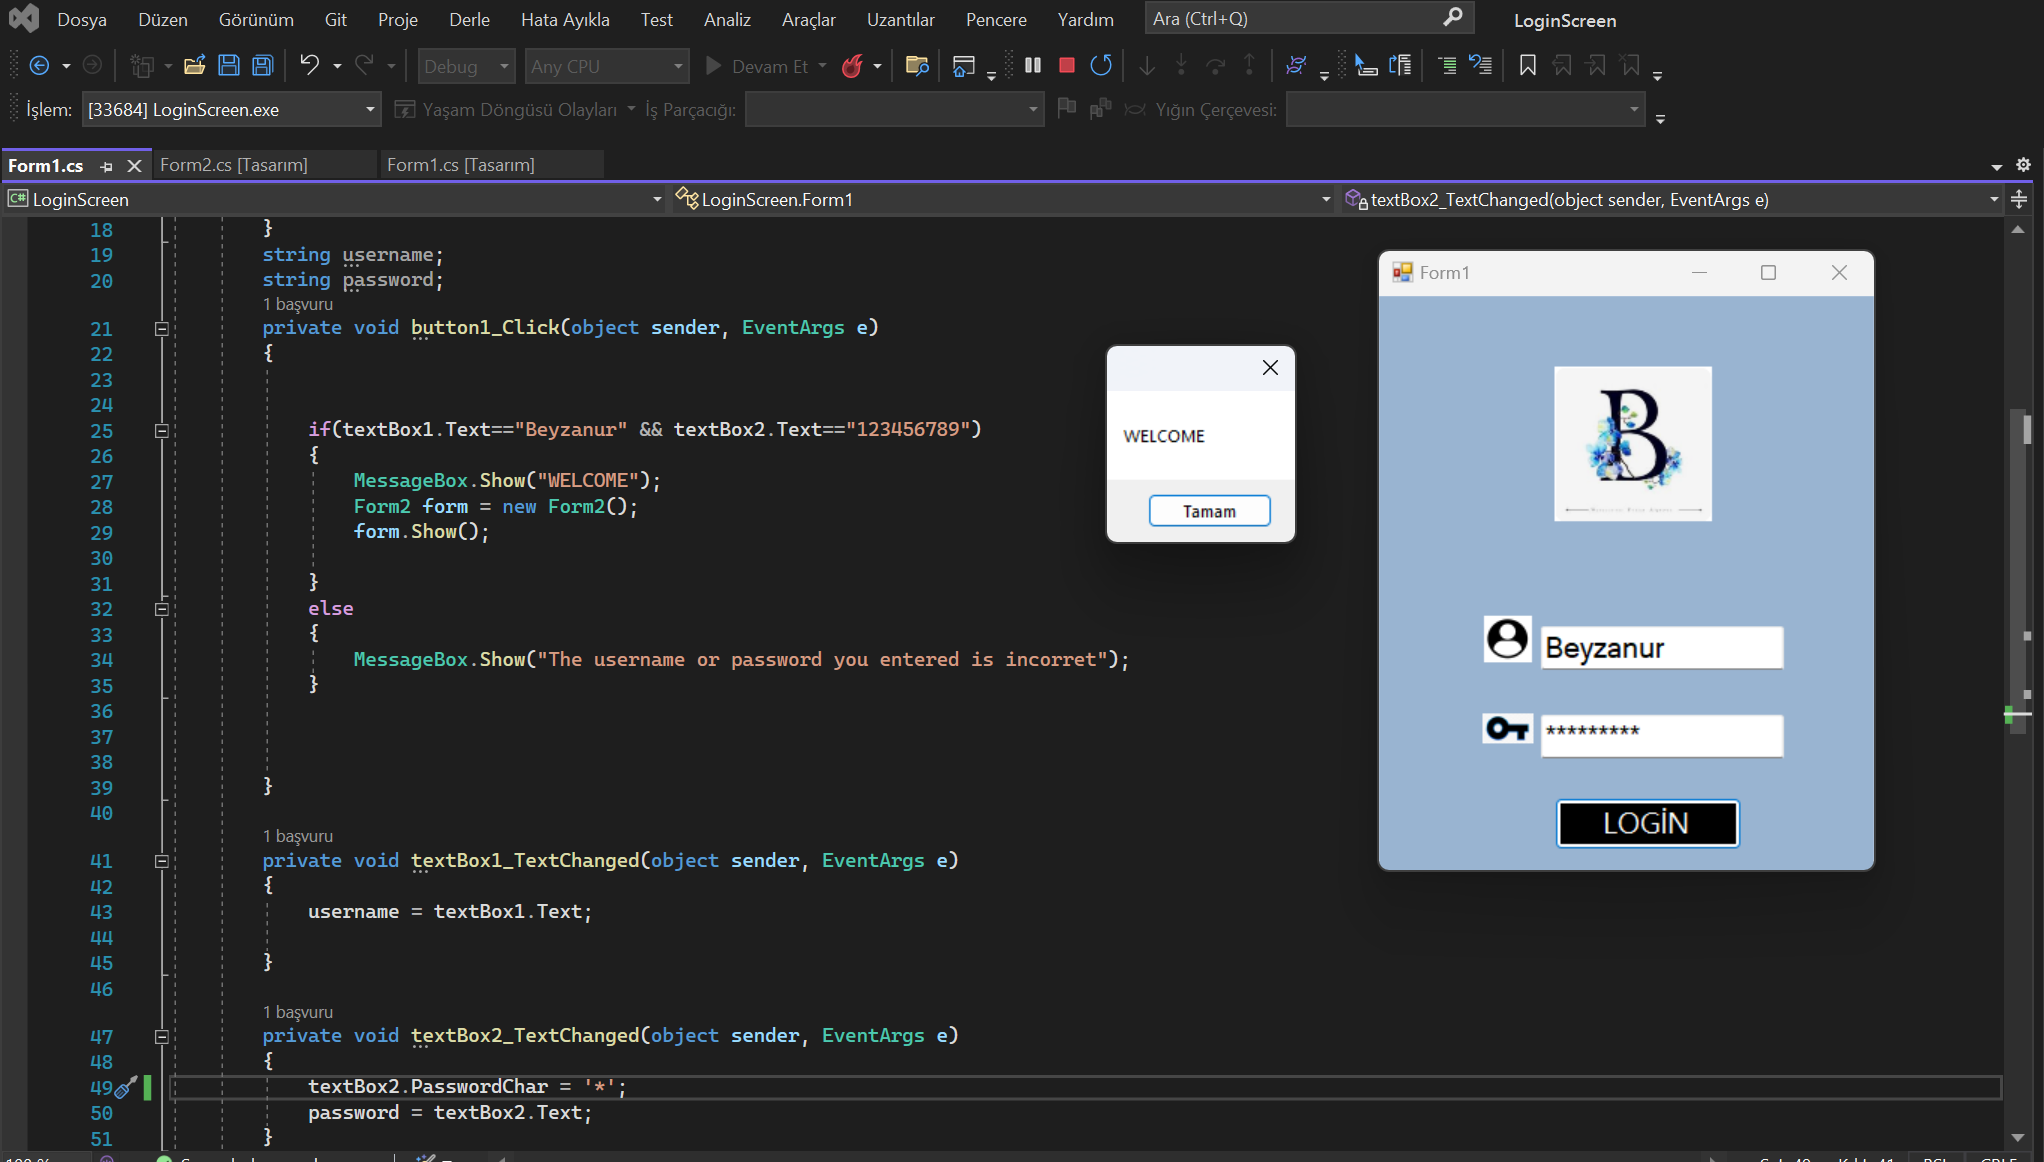 Dosya Düzen Görünüm Git Proje Derle Hata Ayıkla Test Analiz Araçlar Uzantılar Pencere Yardım Ara (Ctrl+Q) LoginScreen
Debug Any CPU Devam Et
İşlem: [33684] LoginScreen.exe Yaşam Döngüsü Olayları İş Parçacığı: Yığın Çerçevesi:
Form1.cs Form2.cs [Tasarım] Form1.cs [Tasarım]
C# LoginScreen LoginScreen.Form1 textBox2_TextChanged(object sender, EventArgs e)
18 }
19 string username;
20 string password;
1 başvuru
21 private void button1_Click(object sender, EventArgs e)
22 {
23
24
25 if(textBox1.Text=="Beyzanur" && textBox2.Text=="123456789")
26 {
27 MessageBox.Show("WELCOME");
28 Form2 form = new Form2();
29 form.Show();
30
31 }
32 else
33 {
34 MessageBox.Show("The username or password you entered is incorret");
35 }
36
37
38
39 }
40
1 başvuru
41 private void textBox1_TextChanged(object sender, EventArgs e)
42 {
43 username = textBox1.Text;
44
45 }
46
1 başvuru
47 private void textBox2_TextChanged(object sender, EventArgs e)
48 {
49 textBox2.PasswordChar = '*';
50 password = textBox2.Text;
51 }
WELCOME
Tamam
Form1
B
Beyzanur
*********
LOGİN